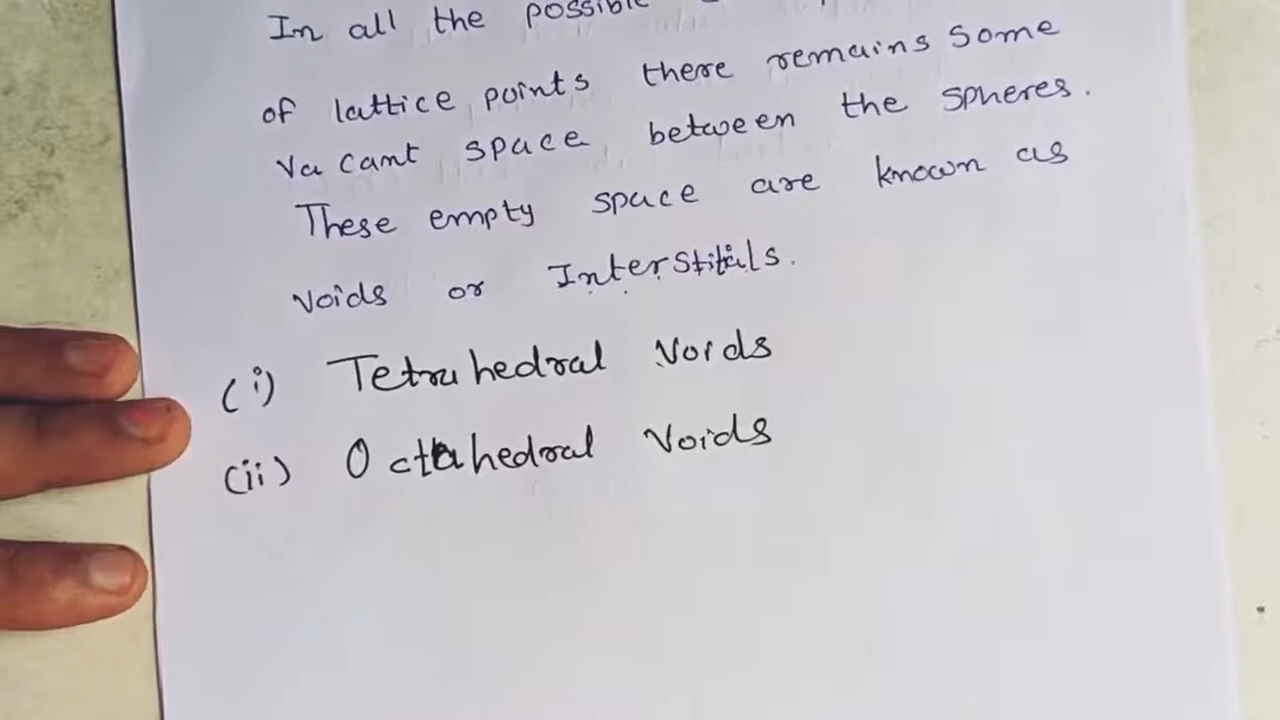 In all the possible
of lattice points there remains some
Vacant space between the spheres.
These empty space are known as
Voids or Interstitials.
(i) Tetrahedral Voids
(ii) Octahedral Voids